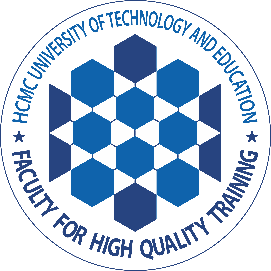 HCMC UNIVERSITY OF TECHNOLOGY AND EDUCATION
FACULTY FOR HIGH QUALITY TRAINING